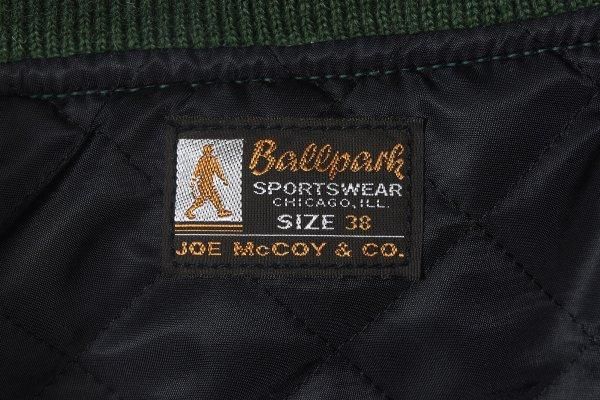 Ballpark
SPORTSWEAR
CHICAGO, ILL.
SIZE 38
JOE McCOY & CO.